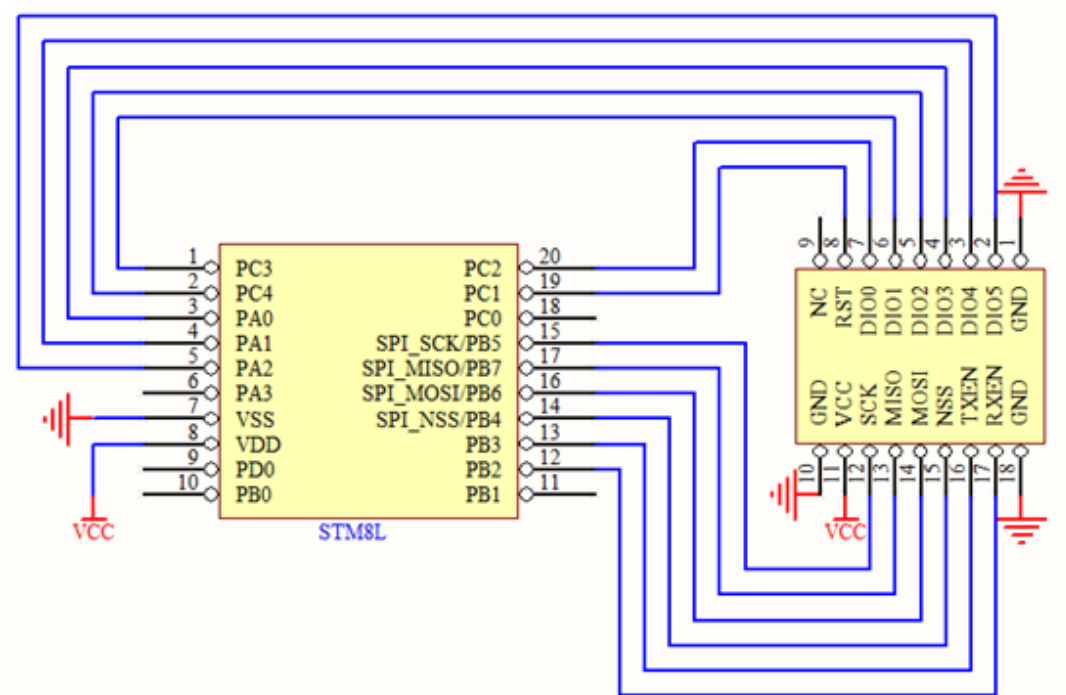 1 PC3 PC2 20
2 PC4 PC1 19
3 PA0 PC0 18
4 PA1 SPI_SCK/PB5 15
5 PA2 SPI_MISO/PB7 17
6 PA3 SPI_MOSI/PB6 16
7 VSS SPI_NSS/PB4 14
8 VDD PB3 13
9 PD0 PB2 12
10 PB0 PB1 11
STM8L
VCC
9 8 7 6 5 4 3 2 1
NC RST DIO0 DIO1 DIO2 DIO3 DIO4 DIO5 GND
GND VCC SCK MISO MOSI NSS TXEN RXEN GND
10 11 12 13 14 15 16 17 18
VCC